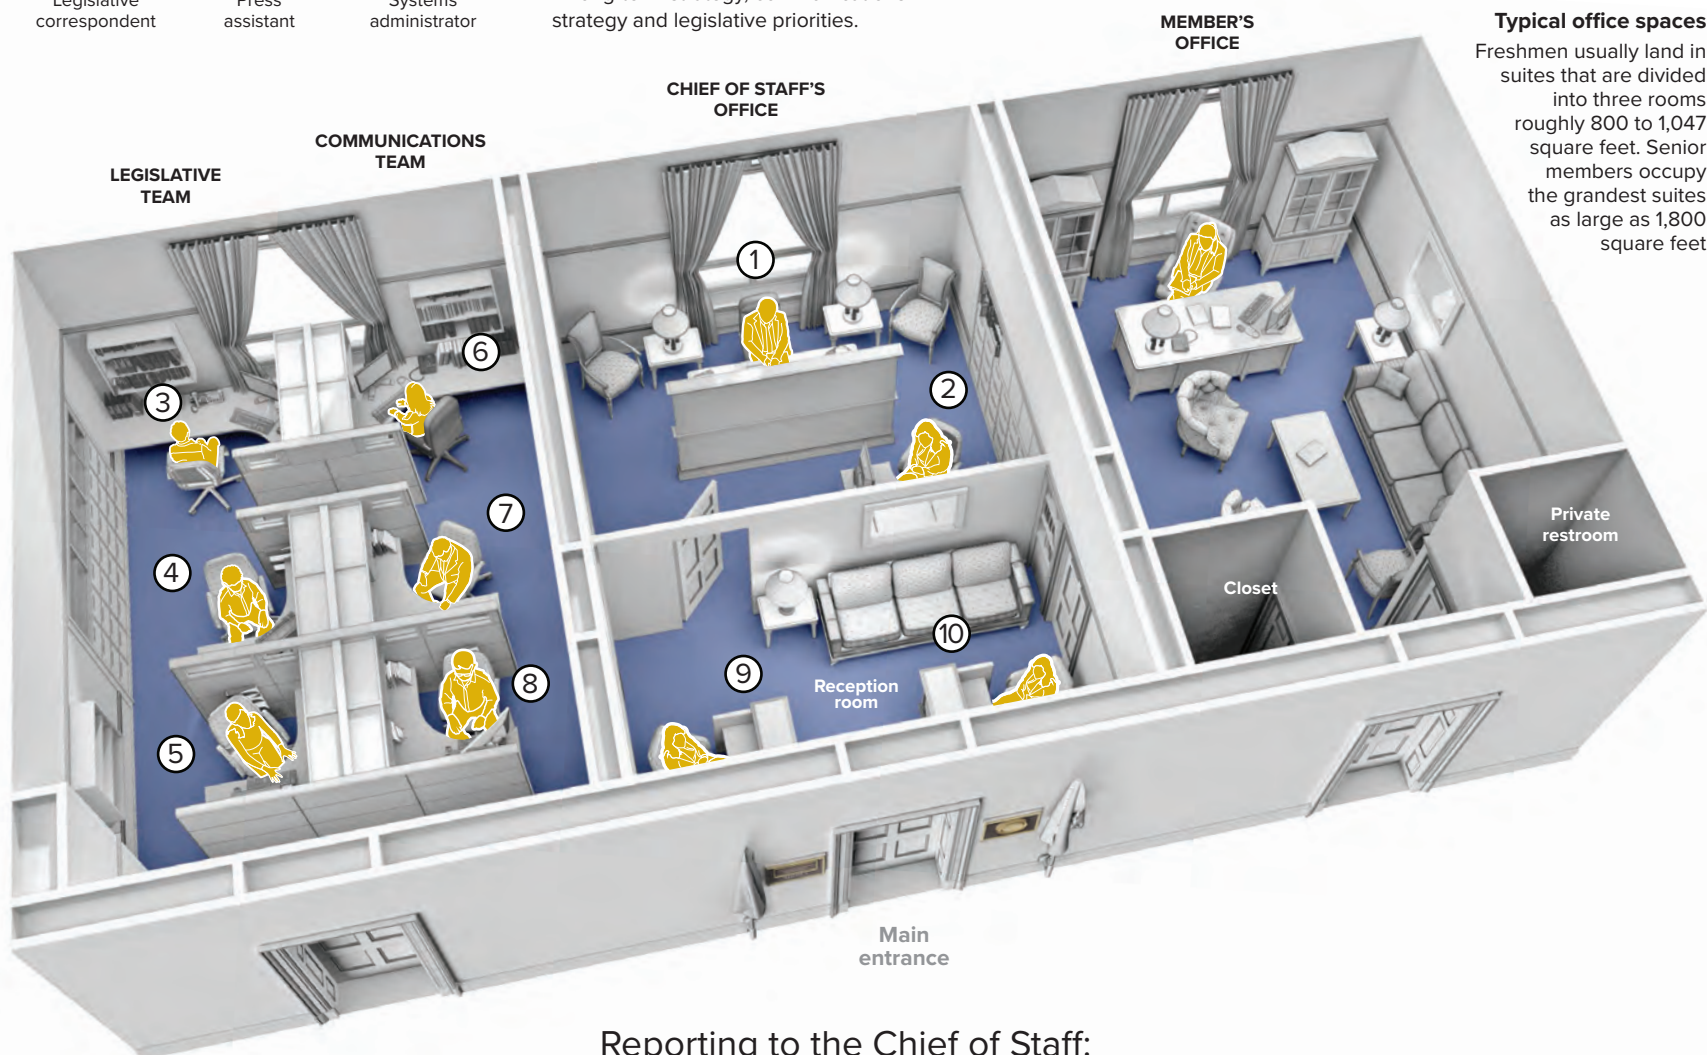 Legislative
correspondent
Press
assistant
Systems
administrator
strategy and legislative priorities.
MEMBER'S
OFFICE
Typical office spaces
Freshmen usually land in
suites that are divided
into three rooms
roughly 800 to 1,047
square feet. Senior
members occupy
the grandest suites
as large as 1,800
square feet
CHIEF OF STAFF'S
OFFICE
COMMUNICATIONS
TEAM
LEGISLATIVE
TEAM
1
2
3
4
5
6
7
8
9
10
Reception
room
Closet
Private
restroom
Main
entrance
Reporting to the Chief of Staff: